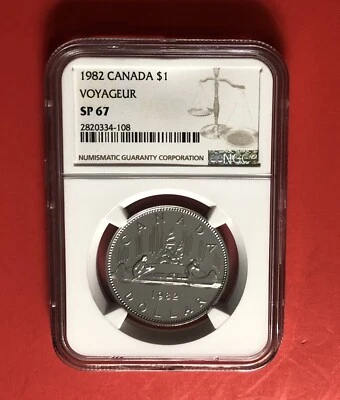 1982 CANADA $1
VOYAGEUR
SP 67
2820334-108
NUMISMATIC GUARANTY CORPORATION
NGC
CANADA
1982
DOLLAR